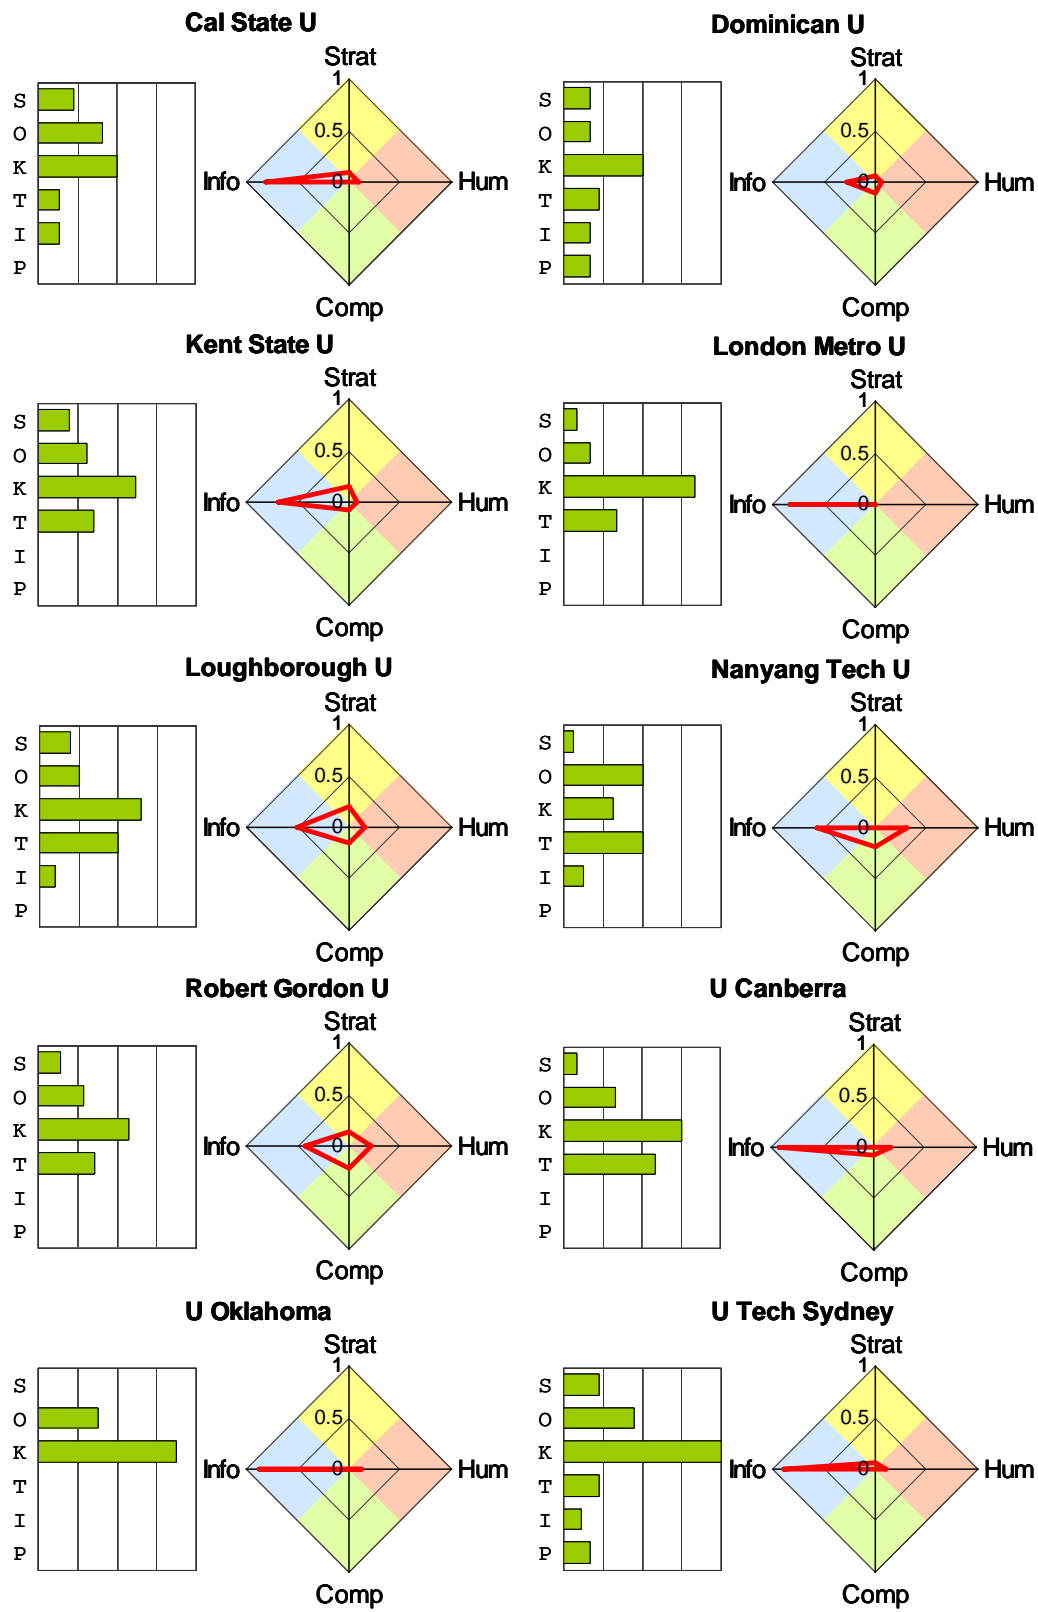 Cal State U
S
O
K
T
I
P
Strat
1
0.5
0
Info
Hum
Comp
Dominican U
S
O
K
T
I
P
Strat
1
0.5
0
Hum
Comp
Kent State U
S
O
K
T
I
P
Strat
1
0.5
0
Info
Hum
Comp
London Metro U
S
O
K
T
I
P
Strat
1
0.5
0
Hum
Comp
Loughborough U
S
O
K
T
I
P
Strat
1
0.5
0
Info
Hum
Comp
Nanyang Tech U
S
O
K
T
I
P
Strat
1
0.5
0
Info
Hum
Comp
Robert Gordon U
S
O
K
T
I
P
Strat
1
0.5
0
Info
Hum
Comp
U Canberra
S
O
K
T
I
P
Strat
1
0.5
0
Info
Hum
Comp
U Oklahoma
S
O
K
T
I
P
Strat
1
0.5
0
Info
Hum
Comp
U Tech Sydney
S
O
K
T
I
P
Strat
1
0.5
0
Info
Hum
Comp